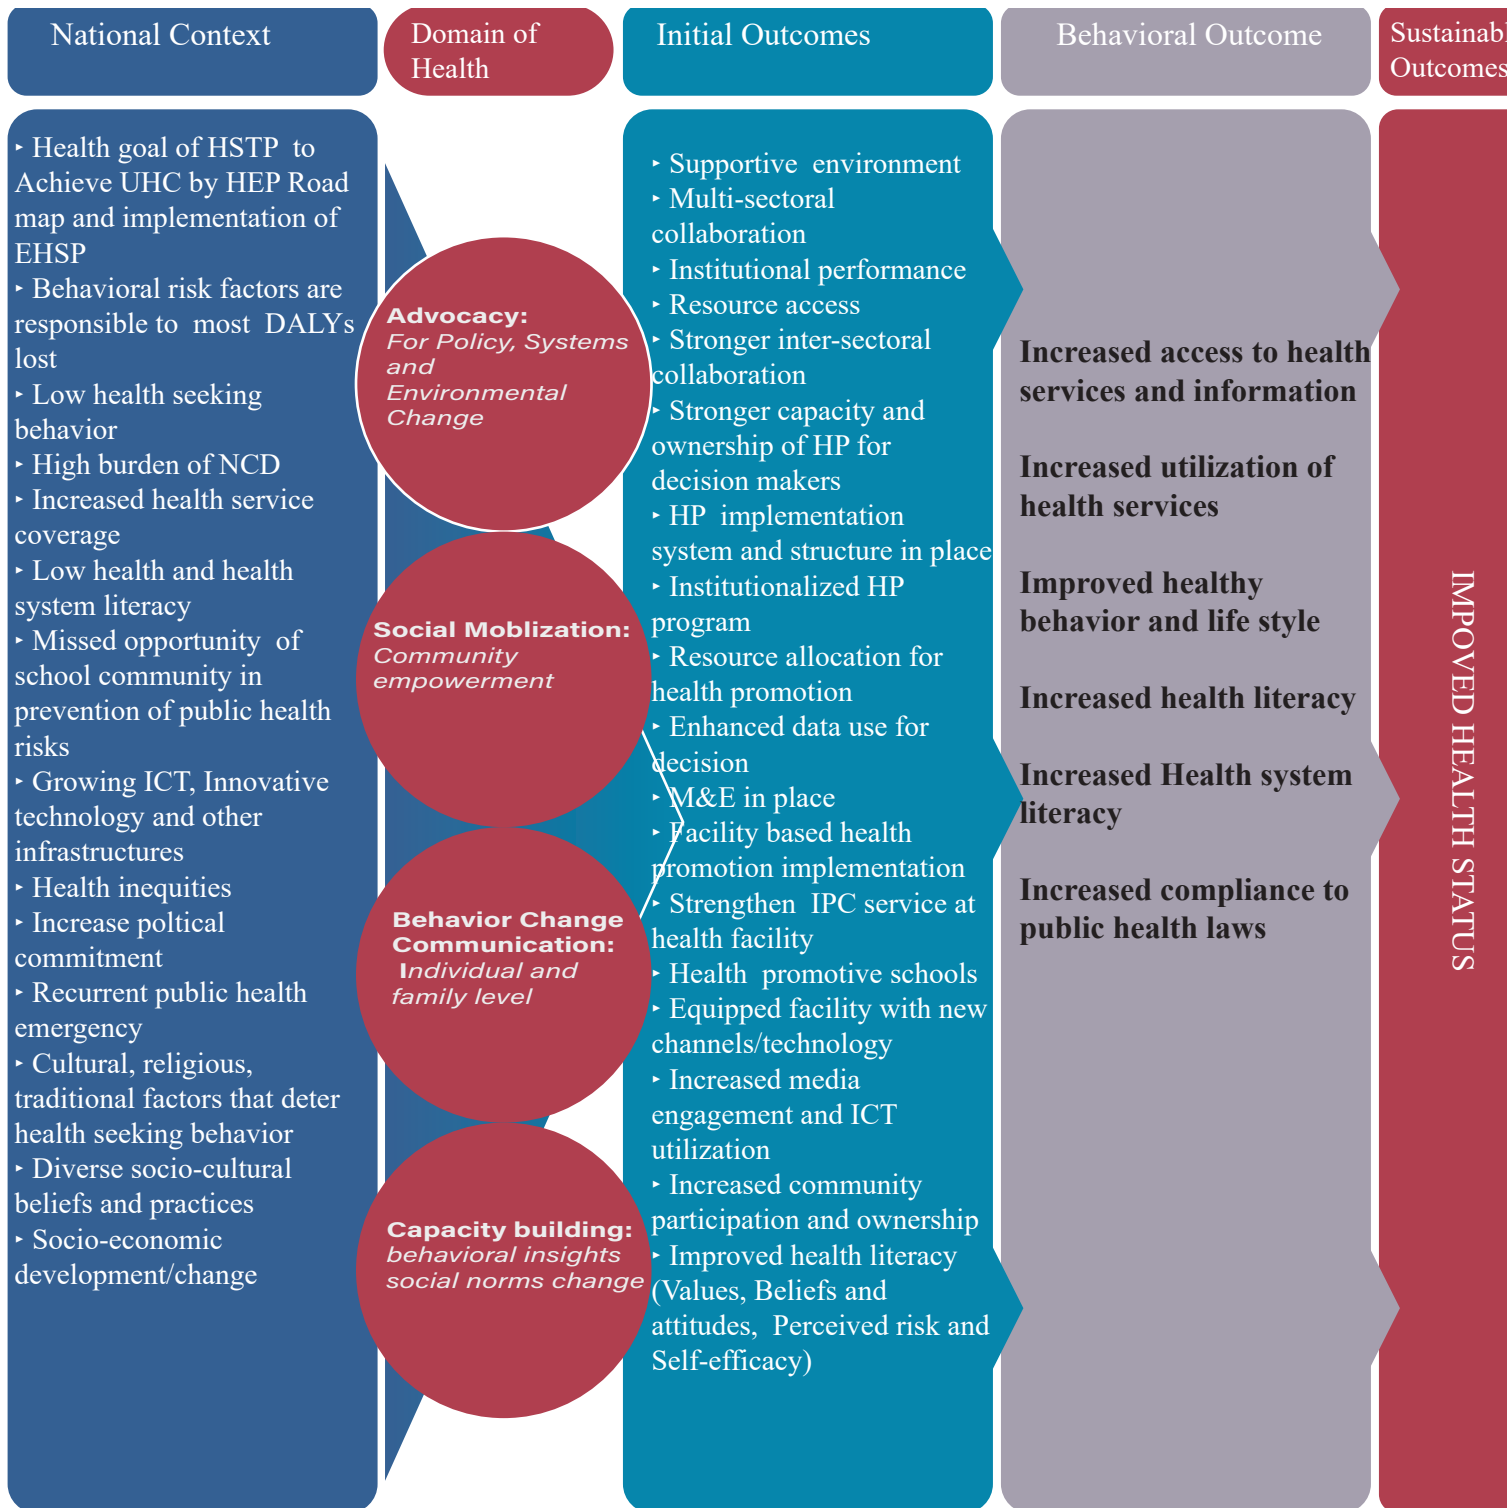 National Context
Domain of
Health
Initial Outcomes
Behavioral Outcome
Outcomes
‣ Health goal of HSTP to
Achieve UHC by HEP Road
map and implementation of
EHSP
‣ Behavioral risk factors are
responsible to most DALYs
lost
‣ Low health seeking
behavior
‣ High burden of NCD
‣ Increased health service
coverage
‣ Low health and health
system literacy
‣ Missed opportunity of
school community in
prevention of public health
risks
‣ Growing ICT, Innovative
technology and other
infrastructures
‣ Health inequities
‣ Increase poltical
commitment
‣ Recurrent public health
emergency
‣ Cultural, religious,
traditional factors that deter
health seeking behavior
‣ Diverse socio-cultural
beliefs and practices
‣ Socio-economic
development/change
Advocacy:
For Policy, Systems
and
Environmental
Change
Social Moblization:
Community
empowerment
Behavior Change
Communication:
Individual and
family level
Capacity building:
behavioral insights
social norms change
‣ Supportive environment
‣ Multi-sectoral
collaboration
‣ Institutional performance
‣ Resource access
‣ Stronger inter-sectoral
collaboration
‣ Stronger capacity and
ownership of HP for
decision makers
‣ HP implementation
system and structure in place
‣ Institutionalized HP
program
‣ Resource allocation for
health promotion
‣ Enhanced data use for
decision
‣ M&E in place
‣ Facility based health
promotion implementation
‣ Strengthen IPC service at
health facility
‣ Health promotive schools
‣ Equipped facility with new
channels/technology
‣ Increased media
engagement and ICT
utilization
‣ Increased community
participation and ownership
‣ Improved health literacy
(Values, Beliefs and
attitudes, Perceived risk and
Self-efficacy)
Increased access to health
services and information
Increased utilization of
health services
Improved healthy
behavior and life style
Increased health literacy
Increased Health system
literacy
Increased compliance to
public health laws
IMPOVED HEALTH STATUS